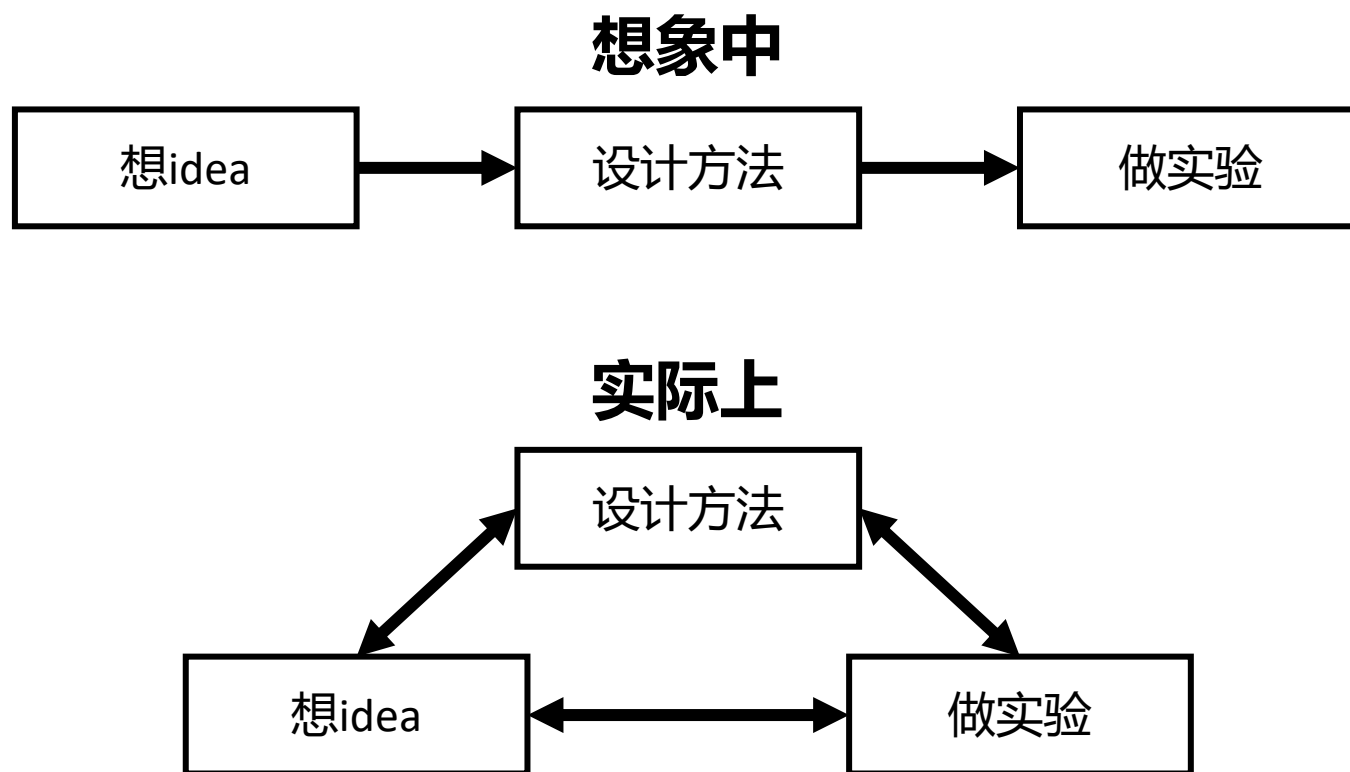 想象中
想idea
设计方法
做实验
实际上
设计方法
想idea
做实验